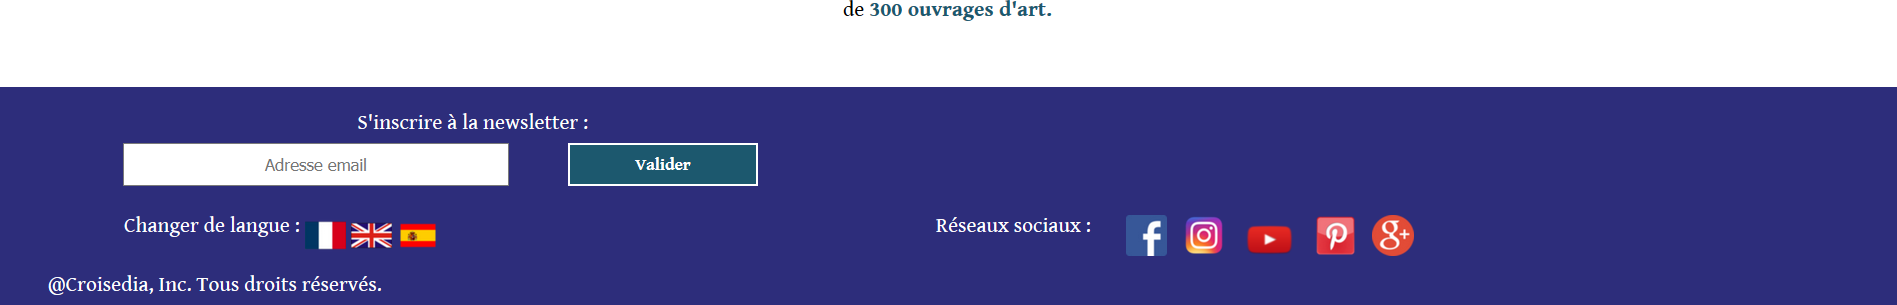 de 300 ouvrages d'art.
S'inscrire à la newsletter :
Adresse email
Valider
Changer de langue :
Réseaux sociaux :
@Croisedia, Inc. Tous droits réservés.